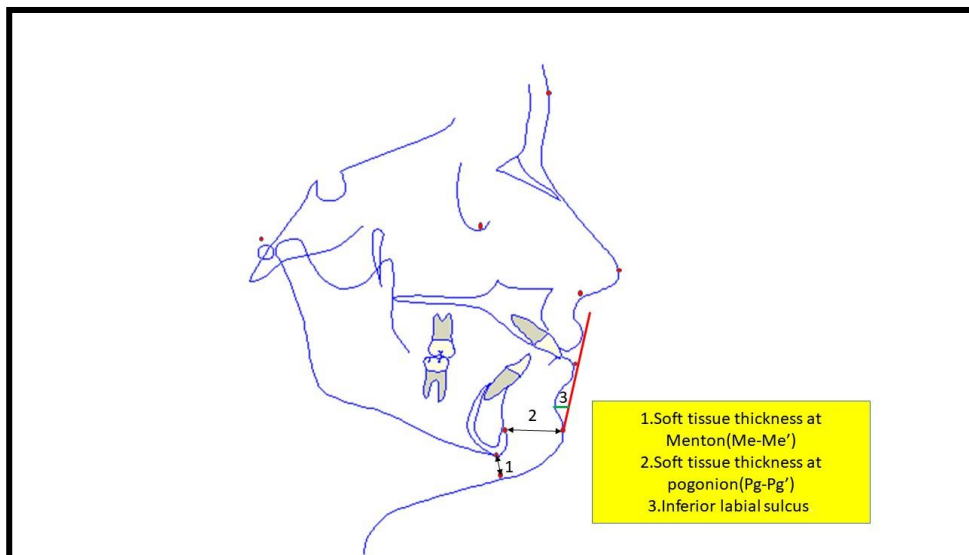 3
2
1
1.Soft tissue thickness at
Menton(Me-Me’)
2.Soft tissue thickness at
pogonion(Pg-Pg’)
3.Inferior labial sulcus